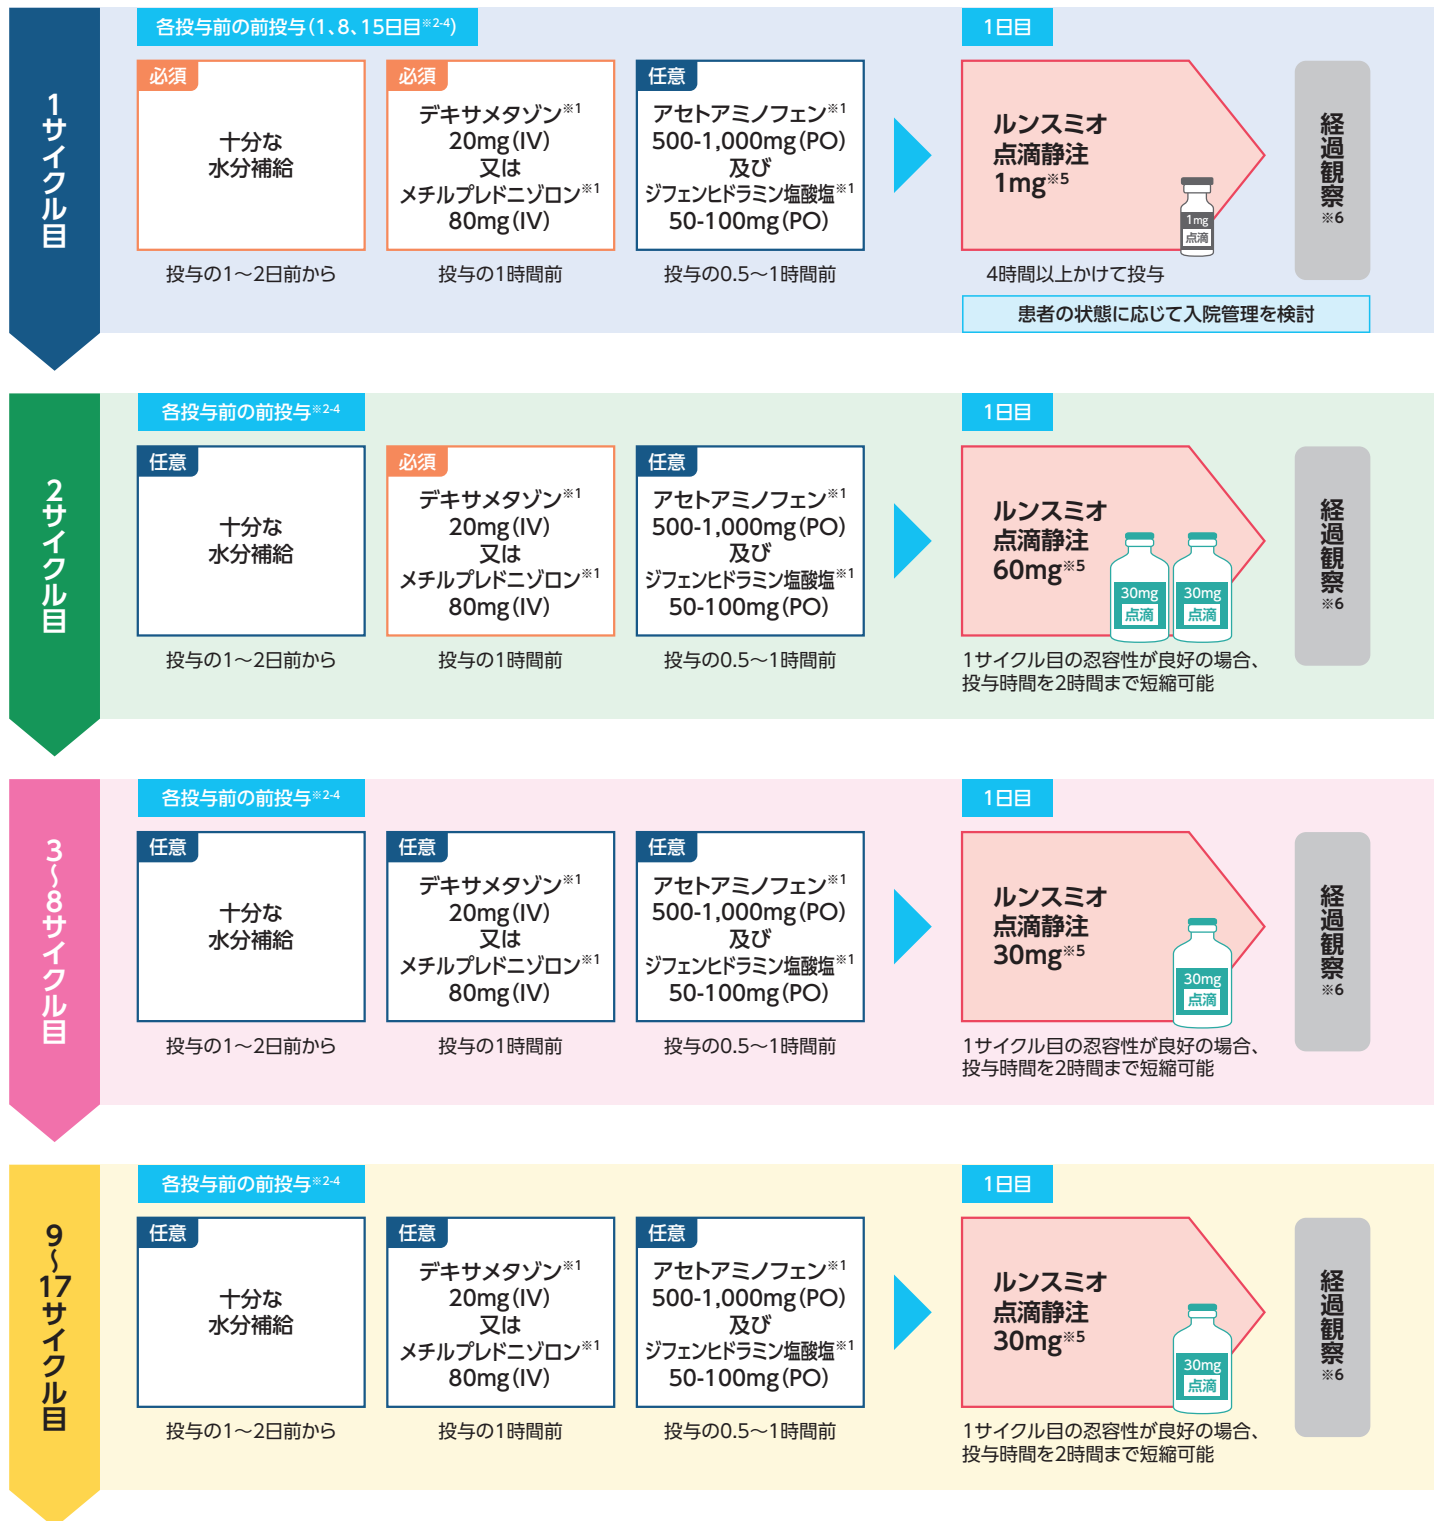 1サイクル目
各投与前の前投与(1、8、15日目※2-4)
必須
十分な
水分補給
投与の1～2日前から
必須
デキサメタゾン※1
20mg(IV)
又は
メチルプレドニゾロン※1
80mg(IV)
投与の1時間前
任意
アセトアミノフェン※1
500-1,000mg(PO)
及び
ジフェンヒドラミン塩酸塩※1
50-100mg(PO)
投与の0.5～1時間前
1日目
ルンスミオ
点滴静注
1mg※5
1mg
点滴
4時間以上かけて投与
患者の状態に応じて入院管理を検討
経過観察※6
2サイクル目
各投与前の前投与※2-4
任意
十分な
水分補給
投与の1～2日前から
必須
デキサメタゾン※1
20mg(IV)
又は
メチルプレドニゾロン※1
80mg(IV)
投与の1時間前
任意
アセトアミノフェン※1
500-1,000mg(PO)
及び
ジフェンヒドラミン塩酸塩※1
50-100mg(PO)
投与の0.5～1時間前
1日目
ルンスミオ
点滴静注
60mg※5
30mg
点滴
30mg
点滴
1サイクル目の忍容性が良好の場合、
投与時間を2時間まで短縮可能
経過観察※6
3～8サイクル目
各投与前の前投与※2-4
任意
十分な
水分補給
投与の1～2日前から
任意
デキサメタゾン※1
20mg(IV)
又は
メチルプレドニゾロン※1
80mg(IV)
投与の1時間前
任意
アセトアミノフェン※1
500-1,000mg(PO)
及び
ジフェンヒドラミン塩酸塩※1
50-100mg(PO)
投与の0.5～1時間前
1日目
ルンスミオ
点滴静注
30mg※5
30mg
点滴
1サイクル目の忍容性が良好の場合、
投与時間を2時間まで短縮可能
経過観察※6
9～17サイクル目
各投与前の前投与※2-4
任意
十分な
水分補給
投与の1～2日前から
任意
デキサメタゾン※1
20mg(IV)
又は
メチルプレドニゾロン※1
80mg(IV)
投与の1時間前
任意
アセトアミノフェン※1
500-1,000mg(PO)
及び
ジフェンヒドラミン塩酸塩※1
50-100mg(PO)
投与の0.5～1時間前
1日目
ルンスミオ
点滴静注
30mg※5
30mg
点滴
1サイクル目の忍容性が良好の場合、
投与時間を2時間まで短縮可能
経過観察※6